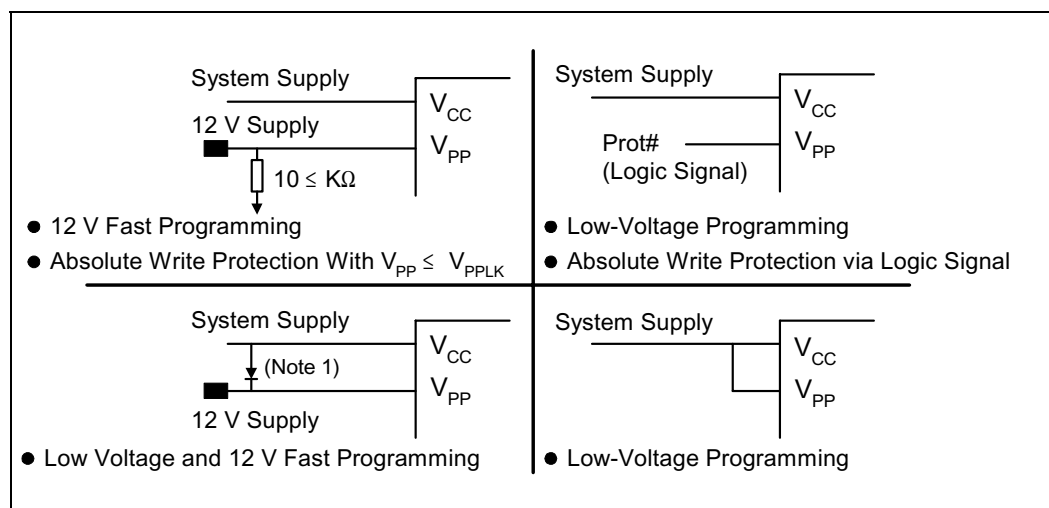 System Supply
V_CC
12 V Supply
V_PP
10 ≤ KΩ
● 12 V Fast Programming
● Absolute Write Protection With V_PP ≤ V_PPLK
System Supply
V_CC
Prot#
(Logic Signal)
V_PP
● Low-Voltage Programming
● Absolute Write Protection via Logic Signal
System Supply
V_CC
(Note 1)
V_PP
12 V Supply
● Low Voltage and 12 V Fast Programming
System Supply
V_CC
V_PP
● Low-Voltage Programming